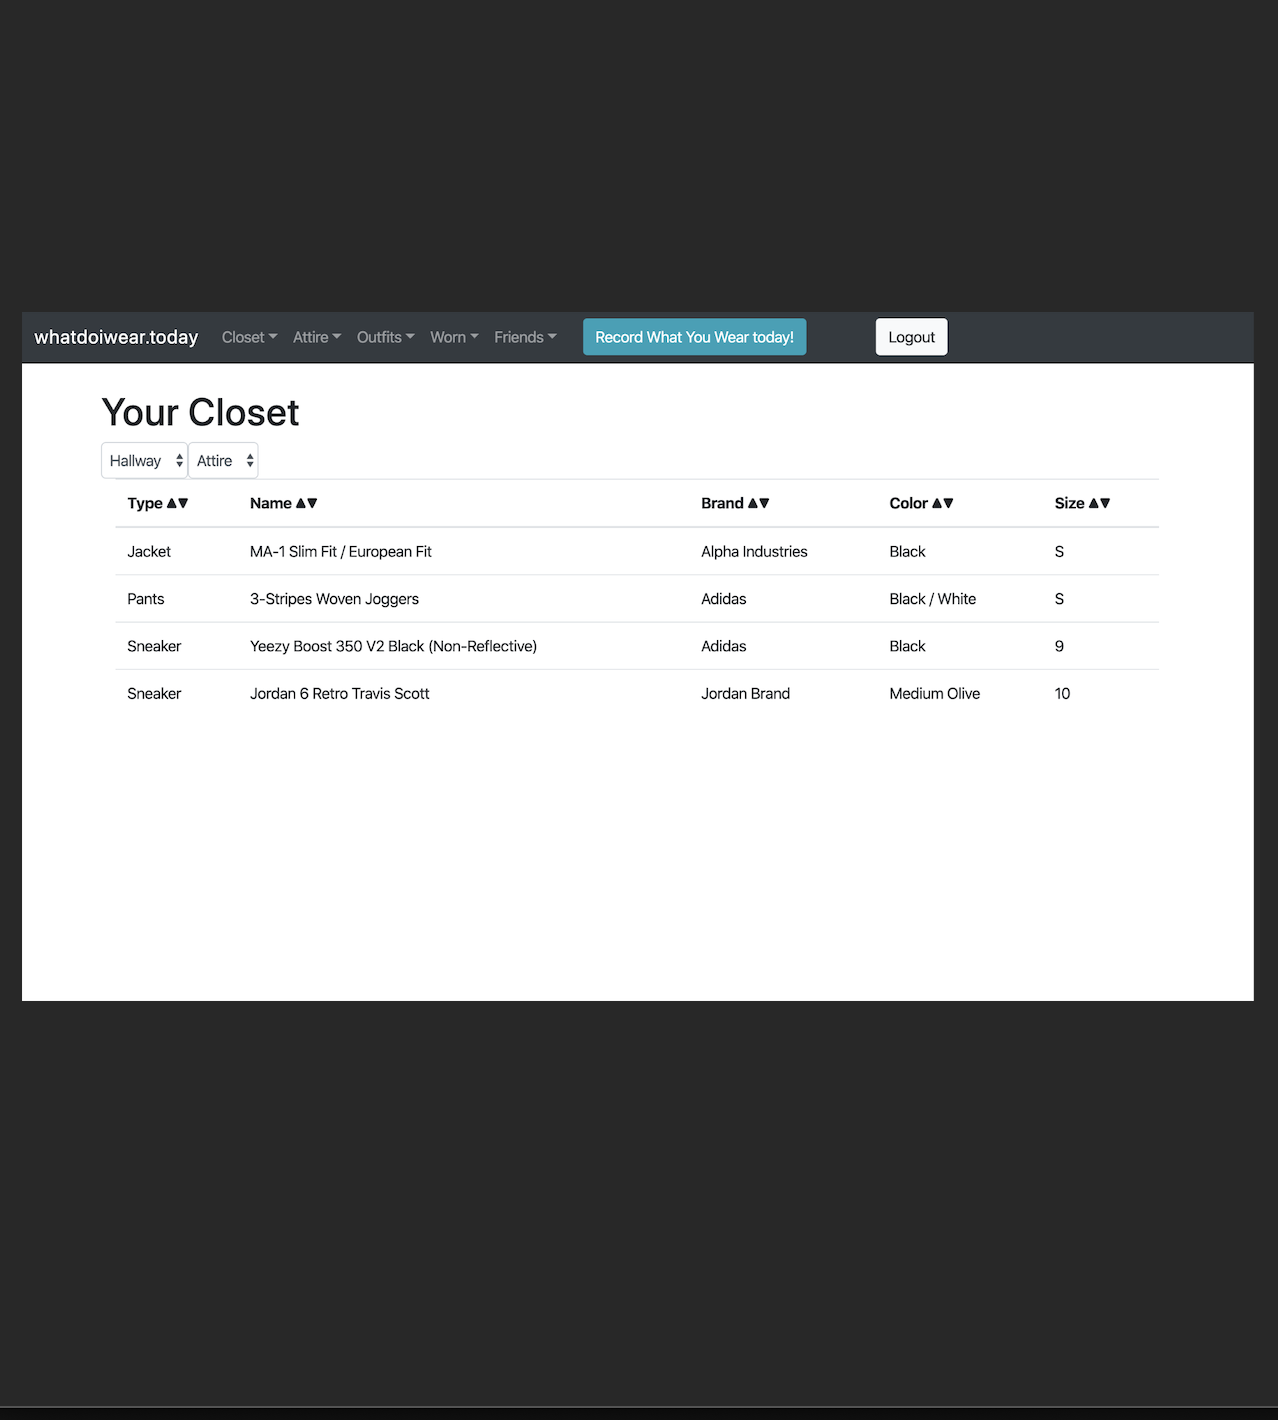 whatdoiwear.today Closet Attire Outfits Worn Friends Record What You Wear today! Logout
Your Closet
Hallway Attire
Type ▲▼ Name ▲▼ Brand ▲▼ Color ▲▼ Size ▲▼
Jacket MA-1 Slim Fit / European Fit Alpha Industries Black S
Pants 3-Stripes Woven Joggers Adidas Black / White S
Sneaker Yeezy Boost 350 V2 Black (Non-Reflective) Adidas Black 9
Sneaker Jordan 6 Retro Travis Scott Jordan Brand Medium Olive 10